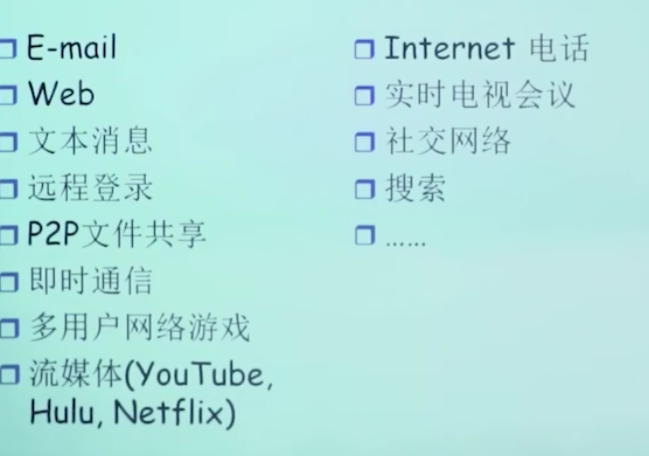 E-mail
Web
文本消息
远程登录
P2P文件共享
即时通信
多用户网络游戏
流媒体(YouTube,
Hulu, Netflix)
Internet 电话
实时电视会议
社交网络
搜索
……